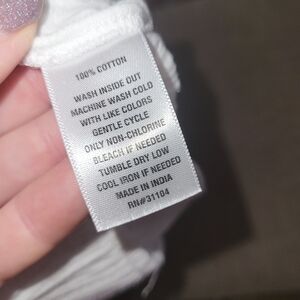 100% COTTON
WASH INSIDE OUT
MACHINE WASH COLD
WITH LIKE COLORS
GENTLE CYCLE
ONLY NON-CHLORINE
BLEACH IF NEEDED
TUMBLE DRY LOW
COOL IRON IF NEEDED
MADE IN INDIA
RN#31104